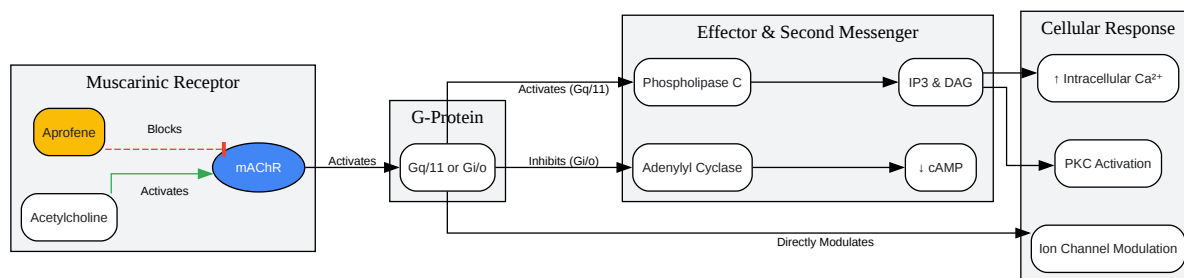 Muscarinic Receptor
Aprofene
Blocks
mAChR
Acetylcholine
Activates
Activates
G-Protein
Gq/11 or Gi/o
Activates (Gq/11)
Inhibits (Gi/o)
Directly Modulates
Effector & Second Messenger
Phospholipase C
IP3 & DAG
Adenylyl Cyclase
↓ cAMP
Cellular Response
↑ Intracellular Ca²⁺
PKC Activation
Ion Channel Modulation